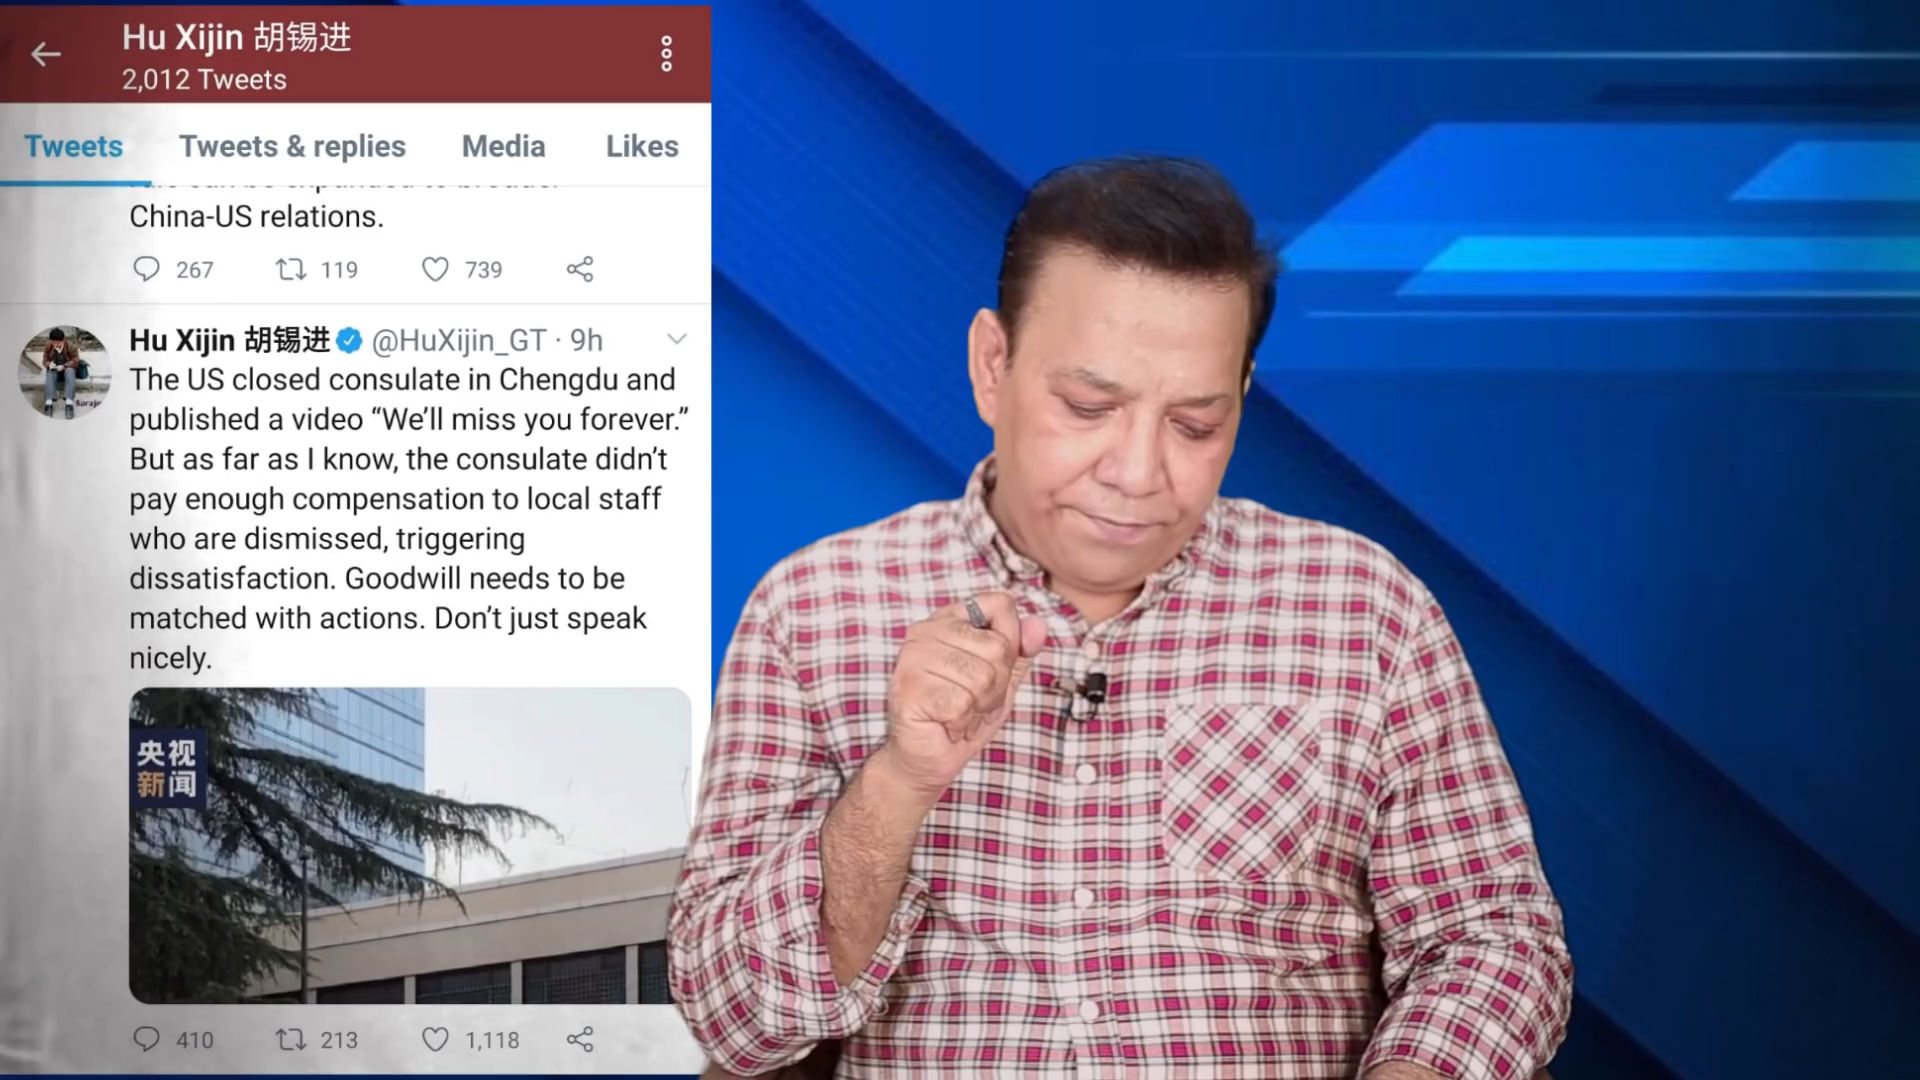 Hu Xijin 胡锡进
2,012 Tweets
Tweets Tweets & replies Media Likes
China-US relations.
267 119 739
Hu Xijin 胡锡进 @HuXijin_GT · 9h
The US closed consulate in Chengdu and
published a video “We’ll miss you forever.”
But as far as I know, the consulate didn’t
pay enough compensation to local staff
who are dismissed, triggering
dissatisfaction. Goodwill needs to be
matched with actions. Don’t just speak
nicely.
央视
新闻
410 213 1,118